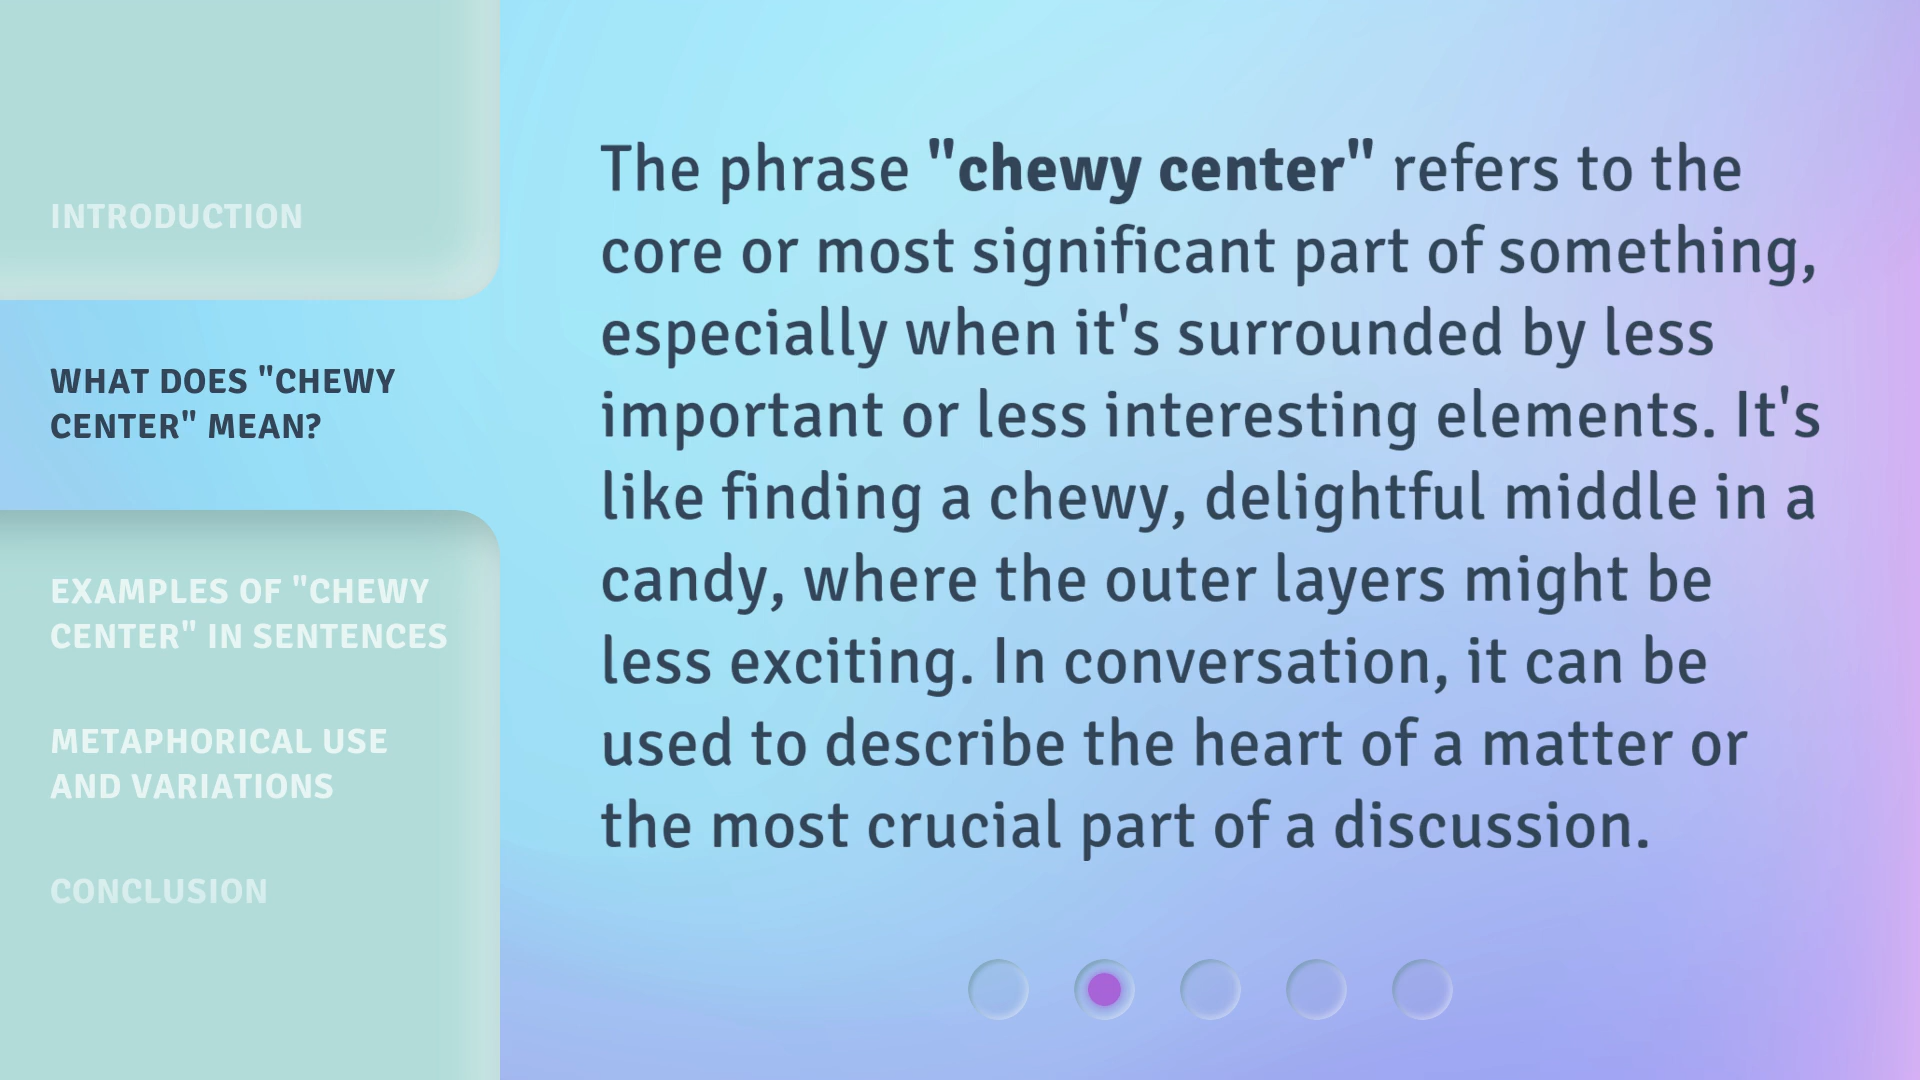 INTRODUCTION
WHAT DOES "CHEWY
CENTER" MEAN?
EXAMPLES OF "CHEWY
CENTER" IN SENTENCES
METAPHORICAL USE
AND VARIATIONS
CONCLUSION
The phrase "chewy center" refers to the
core or most significant part of something,
especially when it's surrounded by less
important or less interesting elements. It's
like finding a chewy, delightful middle in a
candy, where the outer layers might be
less exciting. In conversation, it can be
used to describe the heart of a matter or
the most crucial part of a discussion.